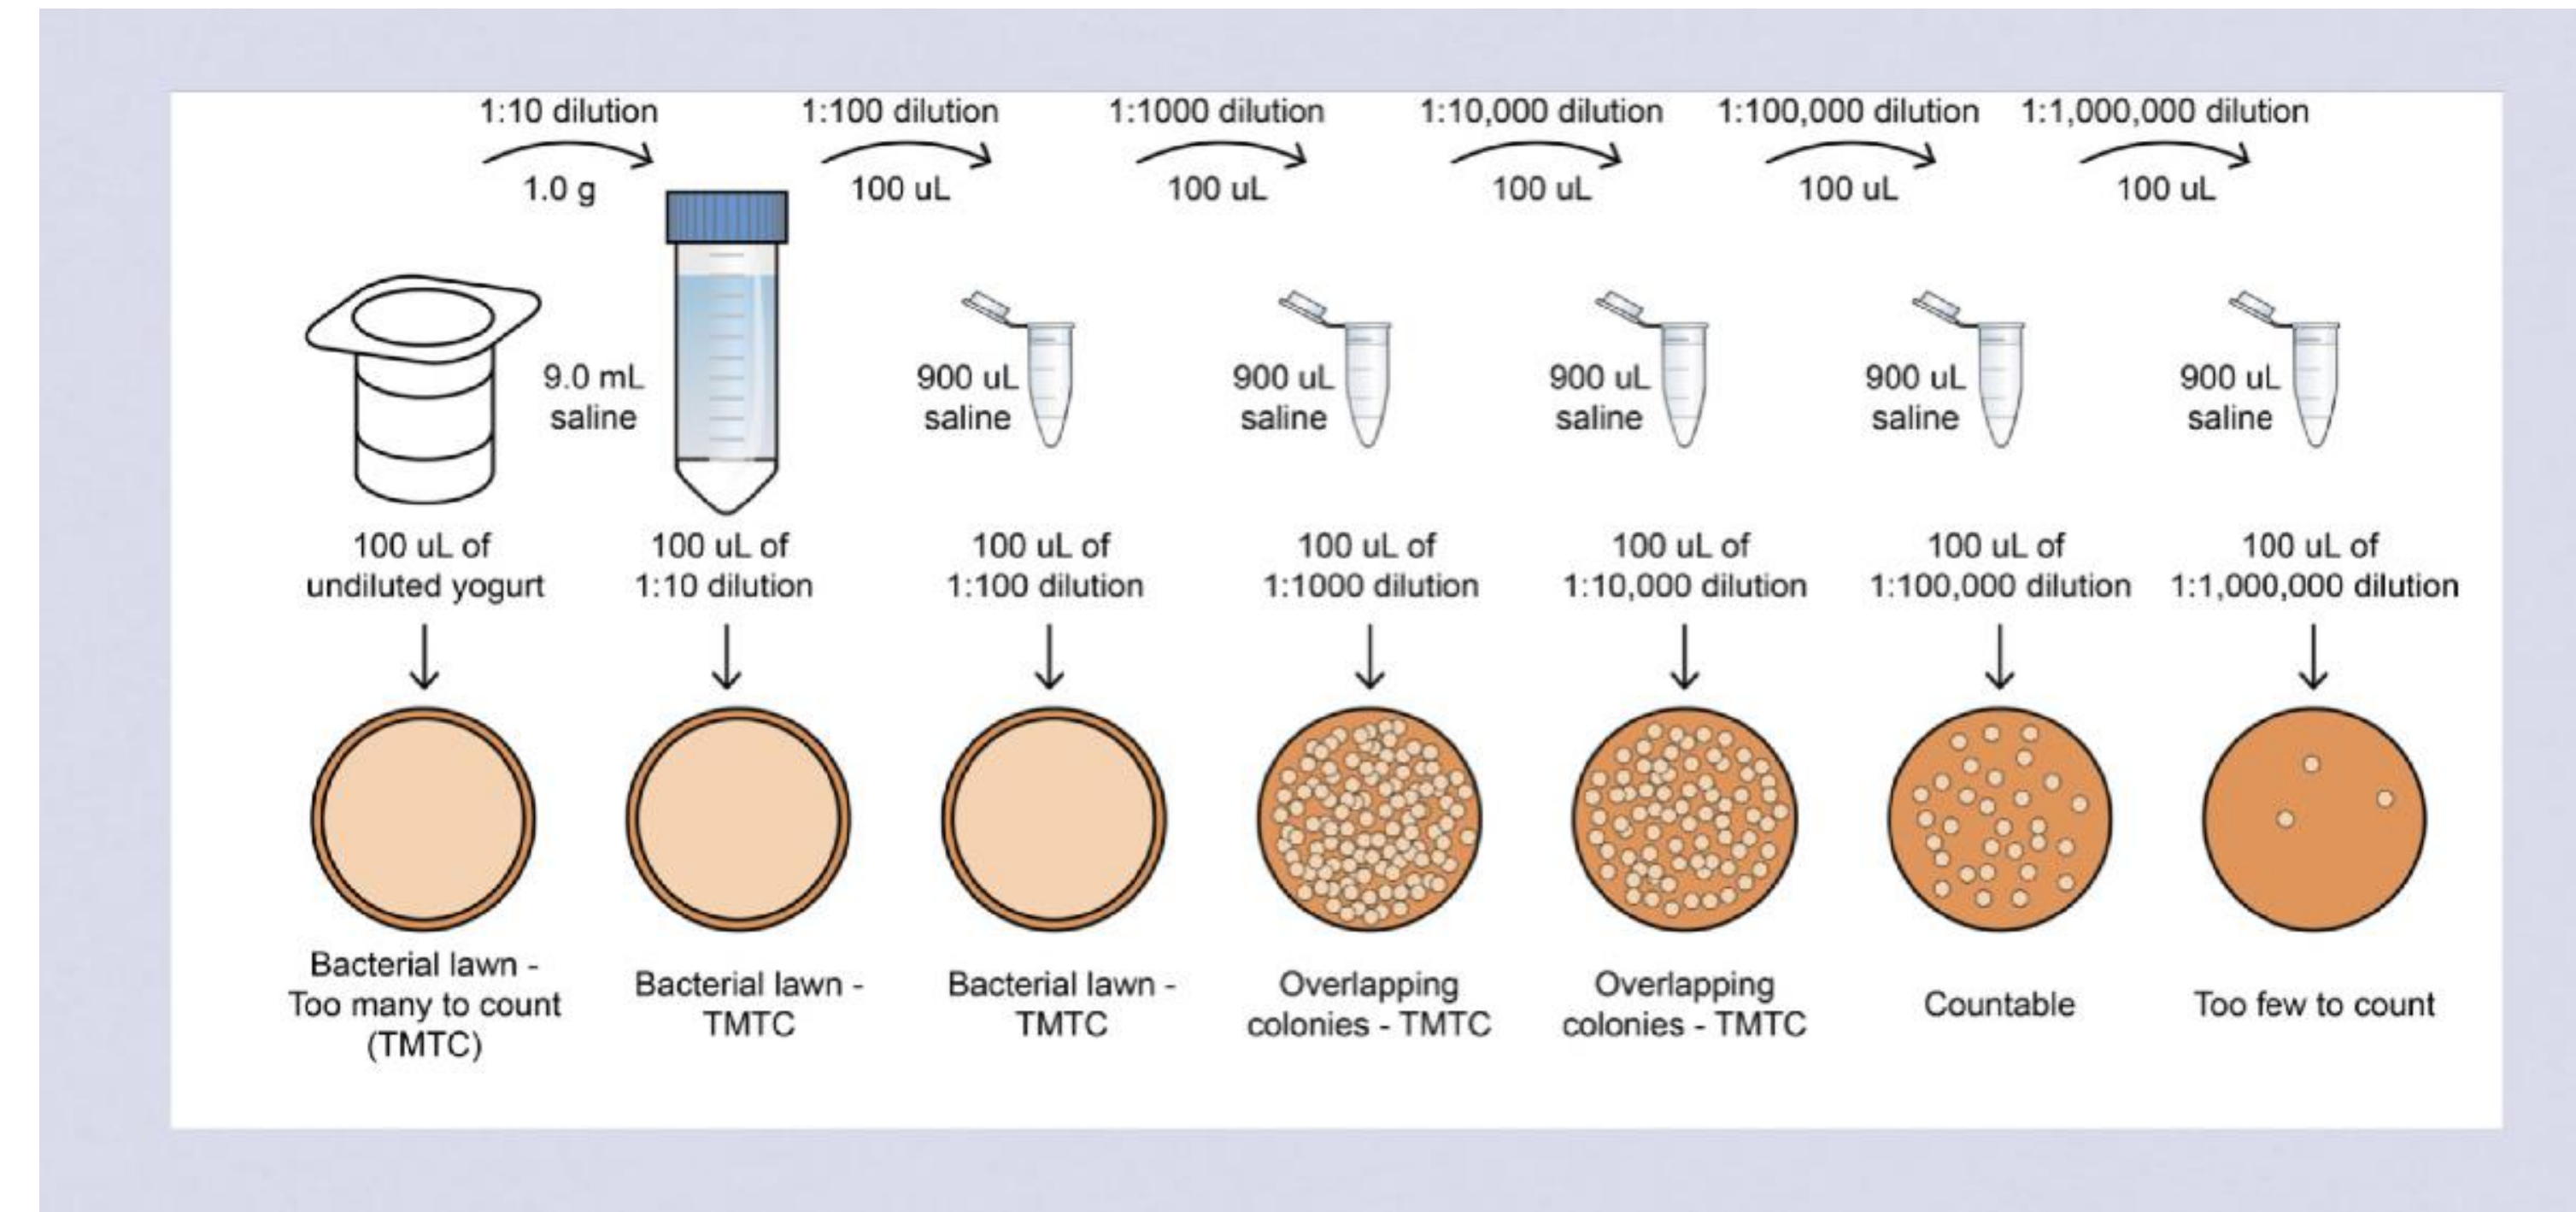 1:10 dilution
1:100 dilution
1:1000 dilution
1:10,000 dilution
1:100,000 dilution
1:1,000,000 dilution
1.0 g
100 uL
100 uL
100 uL
100 uL
100 uL
9.0 mL
saline
900 uL
saline
900 uL
saline
900 uL
saline
900 uL
saline
900 uL
saline
100 uL of
undiluted yogurt
100 uL of
1:10 dilution
100 uL of
1:100 dilution
100 uL of
1:1000 dilution
100 uL of
1:10,000 dilution
100 uL of
1:100,000 dilution
100 uL of
1:1,000,000 dilution
Bacterial lawn -
Too many to count
(TMTC)
Bacterial lawn -
TMTC
Bacterial lawn -
TMTC
Overlapping
colonies - TMTC
Overlapping
colonies - TMTC
Countable
Too few to count